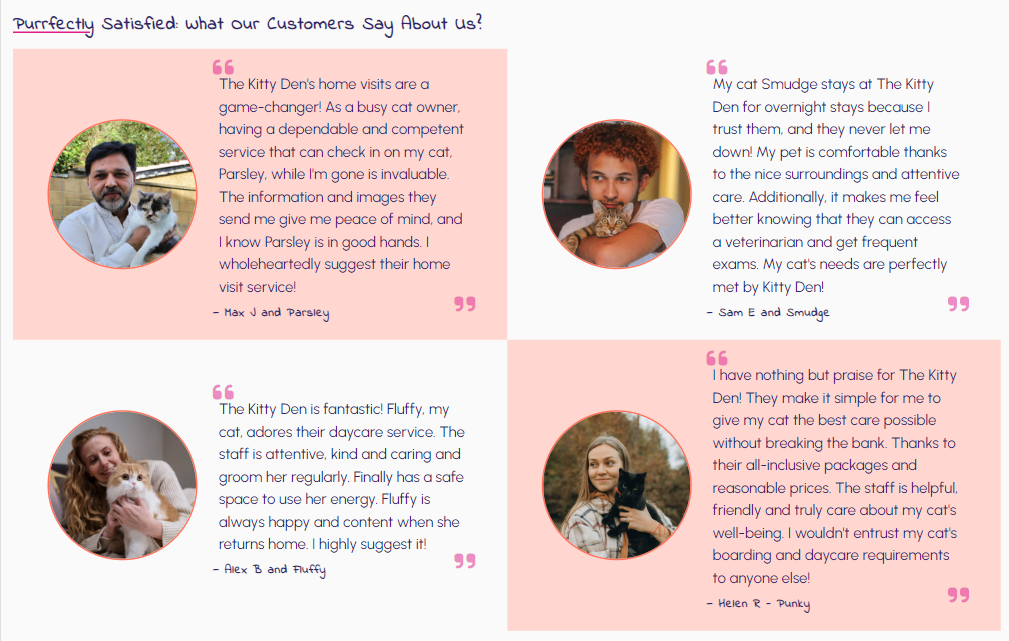 Purrfectly Satisfied: What Our Customers Say About Us?
“
The Kitty Den's home visits are a
game-changer! As a busy cat owner,
having a dependable and competent
service that can check in on my cat,
Parsley, while I'm gone is invaluable.
The information and images they
send me give me peace of mind, and
I know Parsley is in good hands. I
wholeheartedly suggest their home
visit service!
”
- Max J and Parsley
“
My cat Smudge stays at The Kitty
Den for overnight stays because I
trust them, and they never let me
down! My pet is comfortable thanks
to the nice surroundings and attentive
care. Additionally, it makes me feel
better knowing that they can access
a veterinarian and get frequent
exams. My cat's needs are perfectly
met by Kitty Den!
”
- Sam E and Smudge
“
The Kitty Den is fantastic! Fluffy, my
cat, adores their daycare service. The
staff is attentive, kind and caring and
groom her regularly. Finally has a safe
space to use her energy. Fluffy is
always happy and content when she
returns home. I highly suggest it!
”
- Alex B and Fluffy
“
I have nothing but praise for The Kitty
Den! They make it simple for me to
give my cat the best care possible
without breaking the bank. Thanks to
their all-inclusive packages and
reasonable prices. The staff is helpful,
friendly and truly care about my cat's
well-being. I wouldn't entrust my cat's
boarding and daycare requirements
to anyone else!
”
- Helen R - Punky